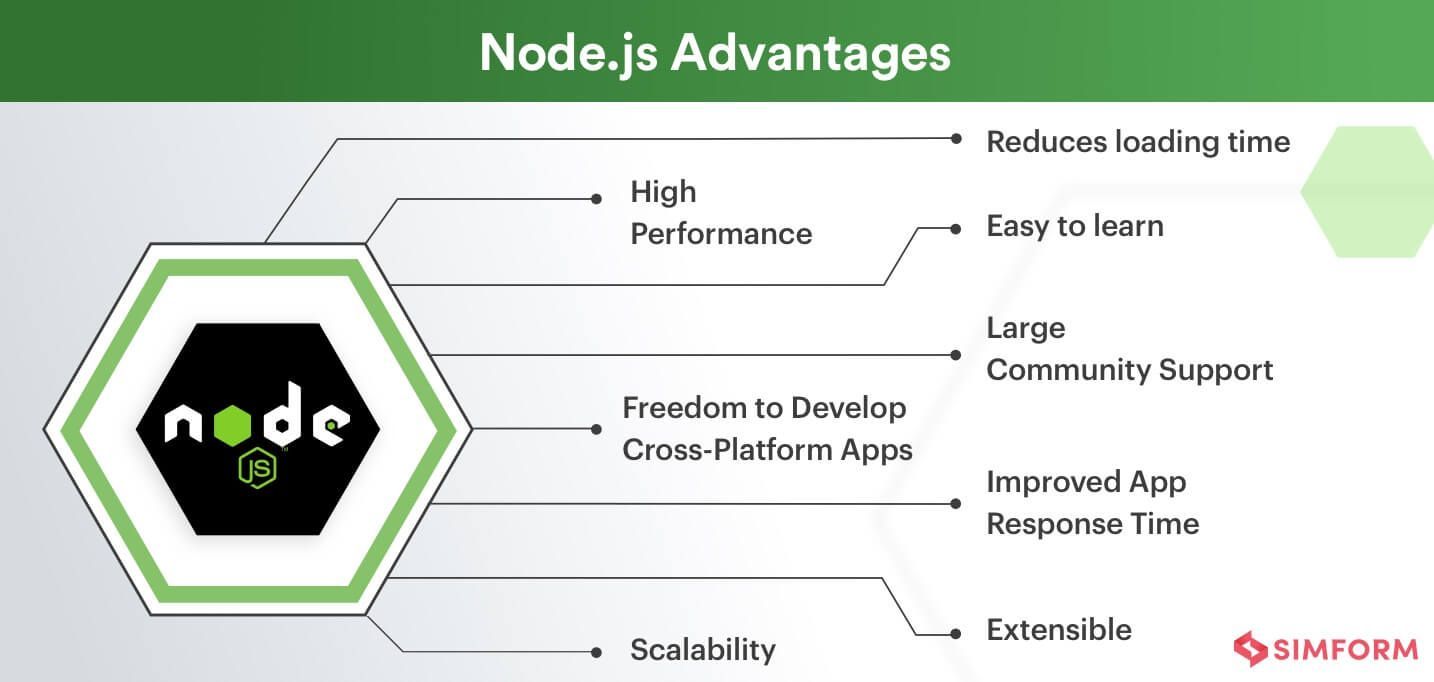 Node.js Advantages
Reduces loading time
High
Performance
Easy to learn
Large
Community Support
node
JS
™
Freedom to Develop
Cross-Platform Apps
Improved App
Response Time
Extensible
Scalability
SIMFORM